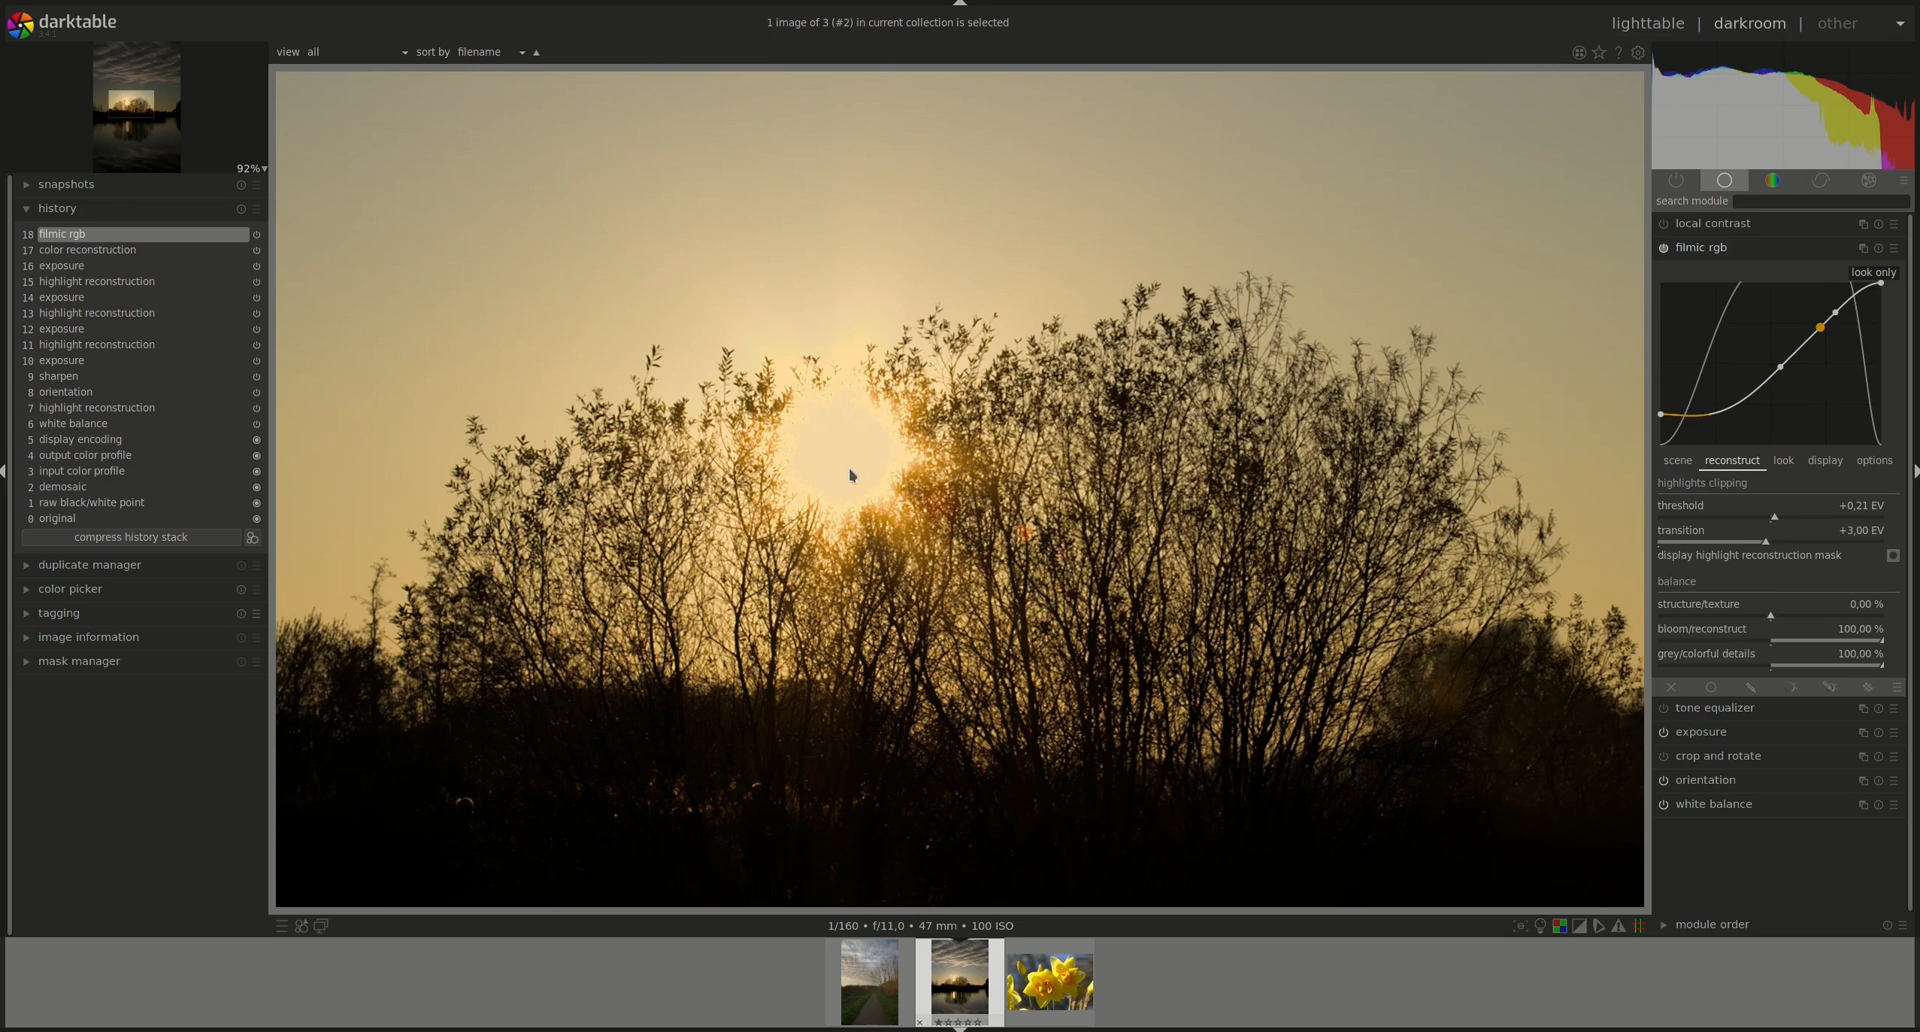 darktable
3.4.1
1 image of 3 (#2) in current collection is selected
lighttable | darkroom | other
view all sort by filename
92%
snapshots
history
18 filmic rgb
17 color reconstruction
16 exposure
15 highlight reconstruction
14 exposure
13 highlight reconstruction
12 exposure
11 highlight reconstruction
10 exposure
9 sharpen
8 orientation
7 highlight reconstruction
6 white balance
5 display encoding
4 output color profile
3 input color profile
2 demosaic
1 raw black/white point
0 original
compress history stack
duplicate manager
color picker
tagging
image information
mask manager
search module
local contrast
filmic rgb
look only
scene reconstruct look display options
highlights clipping
threshold +0,21 EV
transition +3,00 EV
display highlight reconstruction mask
balance
structure/texture 0,00 %
bloom/reconstruct 100,00 %
grey/colorful details 100,00 %
tone equalizer
exposure
crop and rotate
orientation
white balance
1/160 • f/11,0 • 47 mm • 100 ISO
module order